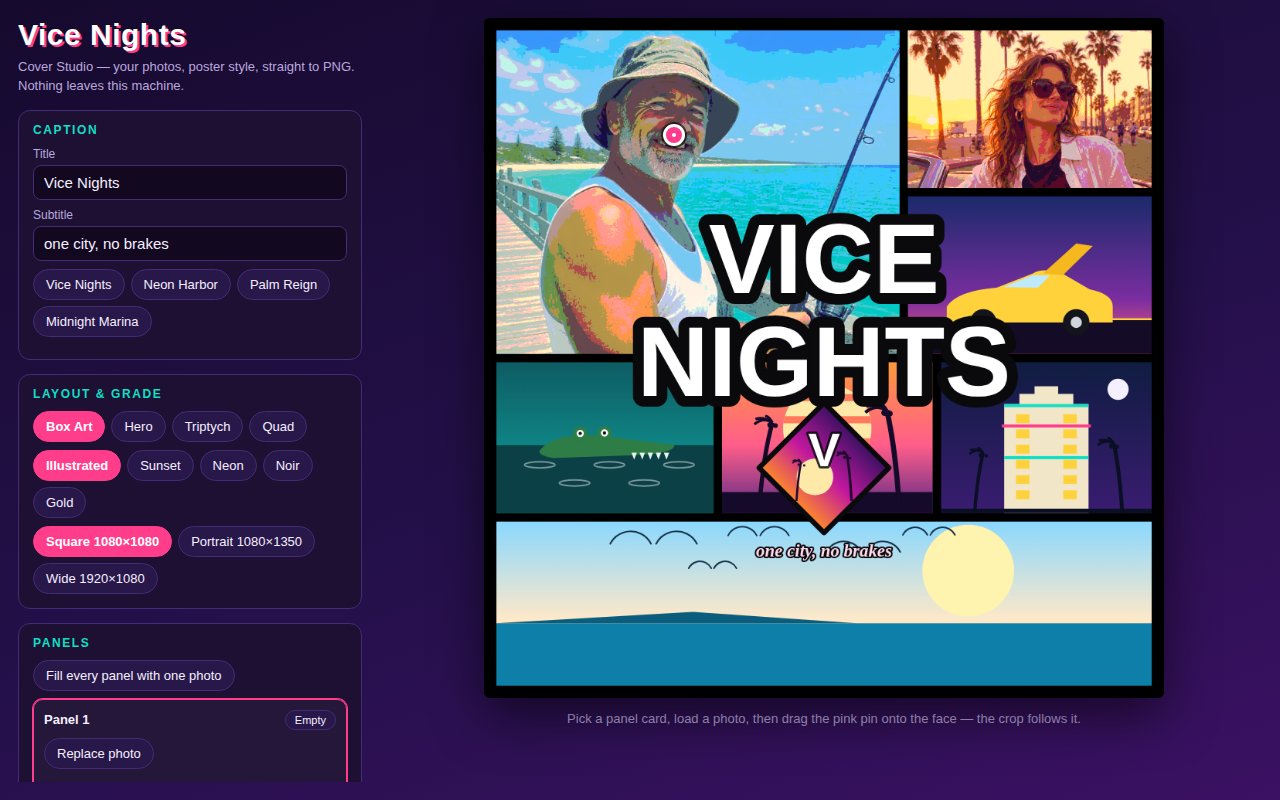 Vice Nights
Cover Studio — your photos, poster style, straight to PNG.
Nothing leaves this machine.
CAPTION
Title
Vice Nights
Subtitle
one city, no brakes
Vice Nights
Neon Harbor
Palm Reign
Midnight Marina
LAYOUT & GRADE
Box Art
Hero
Triptych
Quad
Illustrated
Sunset
Neon
Noir
Gold
Square 1080×1080
Portrait 1080×1350
Wide 1920×1080
PANELS
Fill every panel with one photo
Panel 1
Empty
Replace photo
VICE
NIGHTS
V
one city, no brakes
Pick a panel card, load a photo, then drag the pink pin onto the face — the crop follows it.